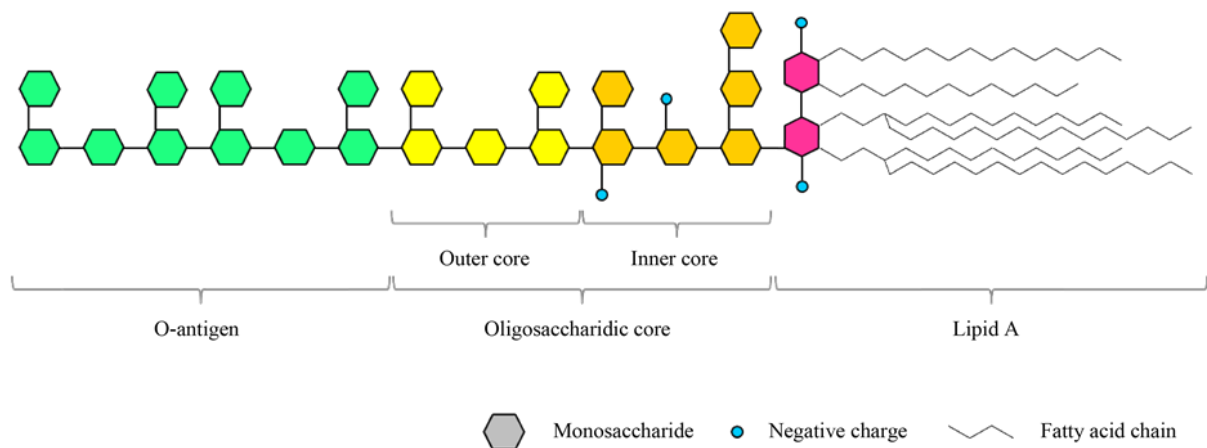 Outer core
Inner core
O-antigen
Oligosaccharidic core
Lipid A
Monosaccharide
Negative charge
Fatty acid chain